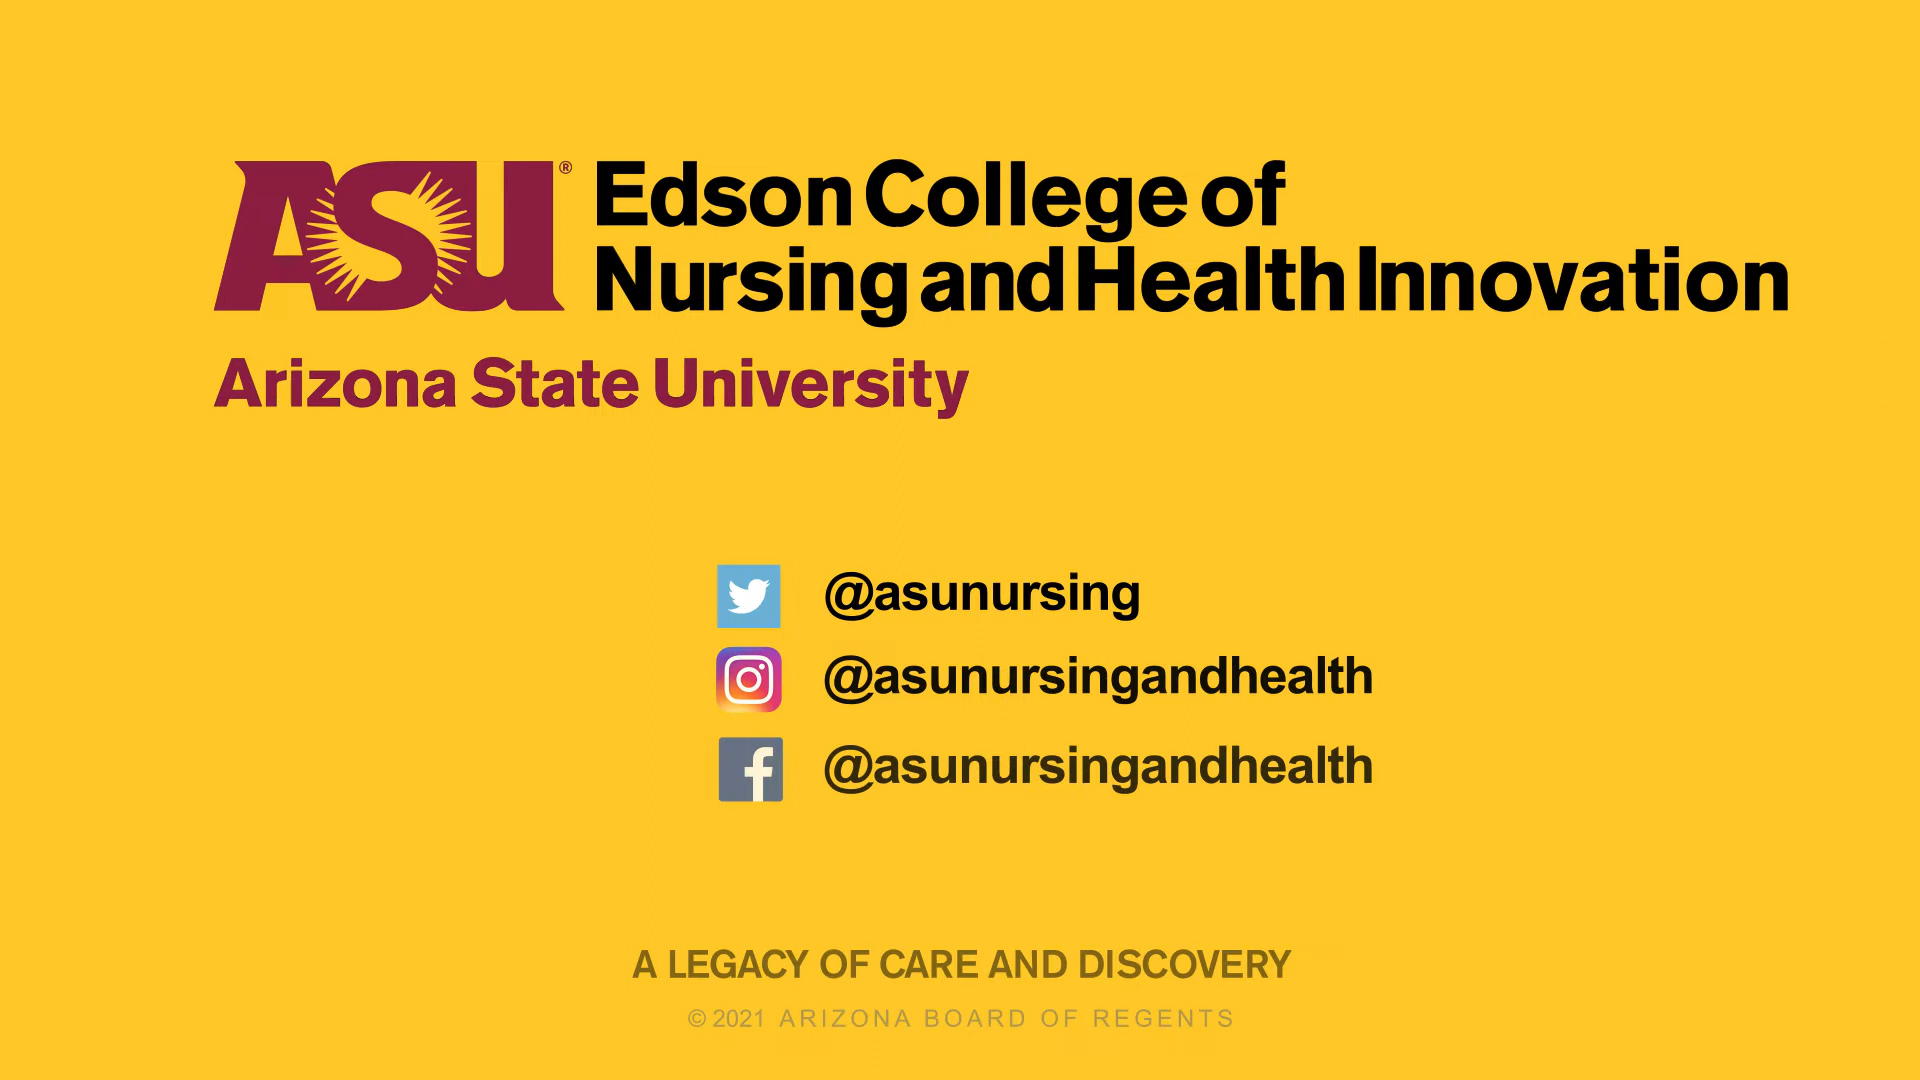 ASU® Edson College of
Nursing and Health Innovation
Arizona State University
@asunursing
@asunursingandhealth
@asunursingandhealth
A LEGACY OF CARE AND DISCOVERY
© 2021 ARIZONA BOARD OF REGENTS